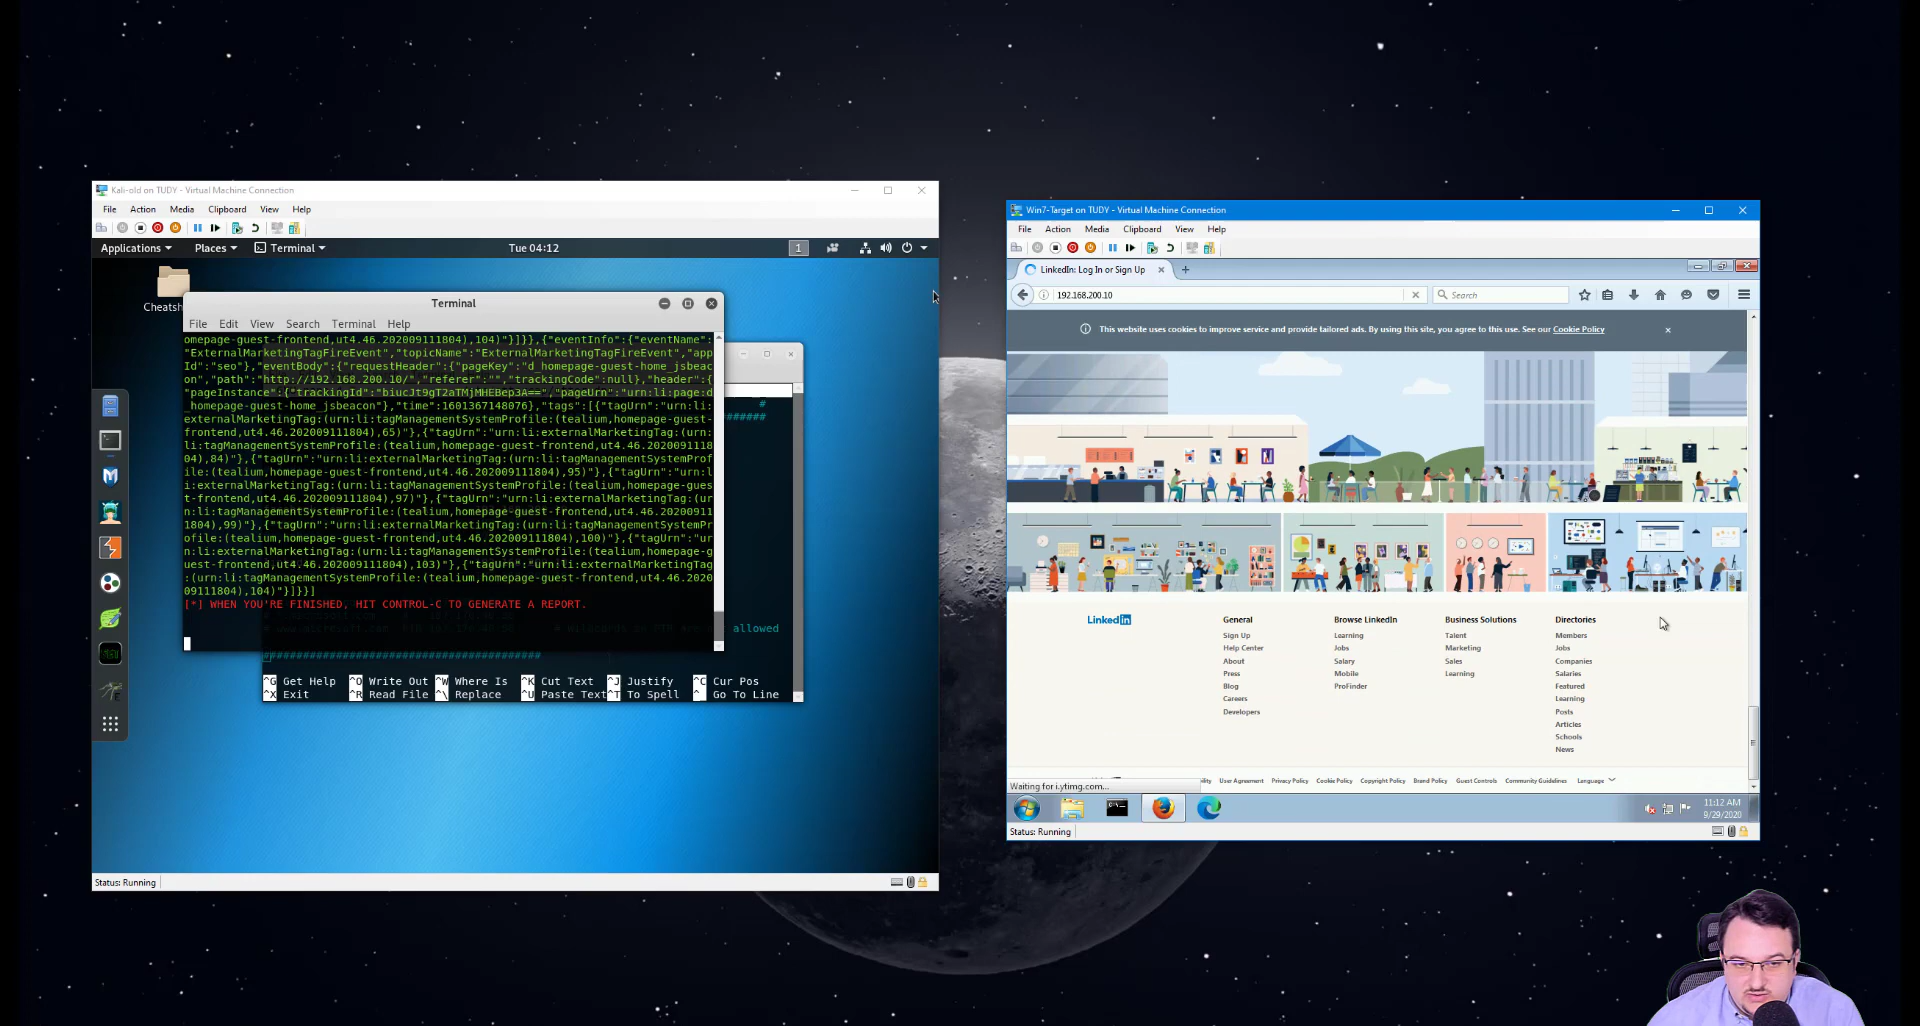 Kali-old on TUDY - Virtual Machine Connection
File Action Media Clipboard View Help
Applications Places Terminal Tue 04:12 1
Cheatsh
Terminal
File Edit View Search Terminal Help
omepage-guest-frontend,ut4.46.202009111804),104)"}]}},{"eventInfo":{"eventName":
"ExternalMarketingTagFireEvent","topicName":"ExternalMarketingTagFireEvent","app
Id":"seo"},"eventBody":{"requestHeader":{"pageKey":"d_homepage-guest-home_jsbeac
on","path":"http://192.168.200.10/","referer":"","trackingCode":null},"header":{
"pageInstance":{"trackingId":"biucJt9gT2aTMjMHEBep3A==","pageUrn":"urn:li:page:d
_homepage-guest-home_jsbeacon"},"time":1601367148076},"tags":[{"tagUrn":"urn:li:
externalMarketingTag:(urn:li:tagManagementSystemProfile:(tealium,homepage-guest-
frontend,ut4.46.202009111804),65)"},{"tagUrn":"urn:li:externalMarketingTag:(urn:
li:tagManagementSystemProfile:(tealium,homepage-guest-frontend,ut4.46.2020091118
04),84)"},{"tagUrn":"urn:li:externalMarketingTag:(urn:li:tagManagementSystemProf
ile:(tealium,homepage-guest-frontend,ut4.46.202009111804),95)"},{"tagUrn":"urn:l
i:externalMarketingTag:(urn:li:tagManagementSystemProfile:(tealium,homepage-gues
t-frontend,ut4.46.202009111804),97)"},{"tagUrn":"urn:li:externalMarketingTag:(ur
n:li:tagManagementSystemProfile:(tealium,homepage-guest-frontend,ut4.46.20200911
1804),99)"},{"tagUrn":"urn:li:externalMarketingTag:(urn:li:tagManagementSystemPr
ofile:(tealium,homepage-guest-frontend,ut4.46.202009111804),100)"},{"tagUrn":"ur
n:li:externalMarketingTag:(urn:li:tagManagementSystemProfile:(tealium,homepage-g
uest-frontend,ut4.46.202009111804),103)"},{"tagUrn":"urn:li:externalMarketingTag
:(urn:li:tagManagementSystemProfile:(tealium,homepage-guest-frontend,ut4.46.2020
09111804),104)"}]}}]
[*] WHEN YOU'RE FINISHED, HIT CONTROL-C TO GENERATE A REPORT.
#
#######
allowed
########################################
^G Get Help ^O Write Out ^W Where Is ^K Cut Text ^J Justify ^C Cur Pos
^X Exit ^R Read File ^\ Replace ^U Paste Text ^T To Spell ^_ Go To Line
Status: Running
Win7-Target on TUDY - Virtual Machine Connection
File Action Media Clipboard View Help
LinkedIn: Log In or Sign Up
192.168.200.10 Search
This website uses cookies to improve service and provide tailored ads. By using this site, you agree to this use. See our Cookie Policy
LinkedIn
General
Sign Up
Help Center
About
Press
Blog
Careers
Developers
Browse LinkedIn
Learning
Jobs
Salary
Mobile
ProFinder
Business Solutions
Talent
Marketing
Sales
Learning
Directories
Members
Jobs
Companies
Salaries
Featured
Learning
Posts
Articles
Schools
News
Waiting for i.ytimg.com...
ility User Agreement Privacy Policy Cookie Policy Copyright Policy Brand Policy Guest Controls Community Guidelines Language
11:12 AM
9/29/2020
Status: Running